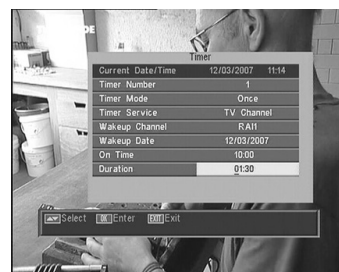 Timer
Current Date/Time 12/03/2007 11:14
Timer Number 1
Timer Mode Once
Timer Service TV Channel
Wakeup Channel RAI1
Wakeup Date 12/03/2007
On Time 10:00
Duration 01:30
Select OK Enter EXIT Exit